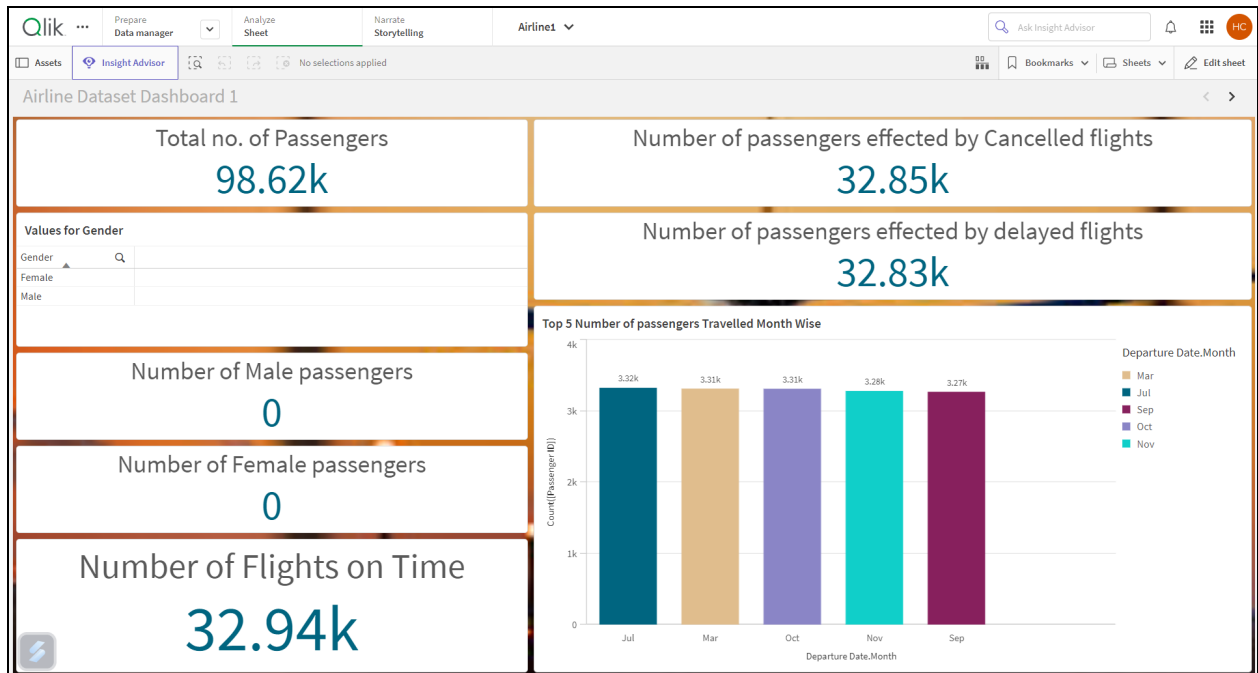 Qlik
Prepare
Data manager
Analyze
Sheet
Narrate
Storytelling
Airline1
Ask Insight Advisor
HC
Assets
Insight Advisor
No selections applied
Bookmarks
Sheets
Edit sheet
Airline Dataset Dashboard 1
Total no. of Passengers
98.62k
Number of passengers effected by Cancelled flights
32.85k
Values for Gender
Gender
Female
Male
Number of passengers effected by delayed flights
32.83k
Number of Male passengers
0
Number of Female passengers
0
Number of Flights on Time
32.94k
Top 5 Number of passengers Travelled Month Wise
4k
3k
2k
1k
0
Count([Passenger ID])
3.32k
3.31k
3.31k
3.28k
3.27k
Jul
Mar
Oct
Nov
Sep
Departure Date.Month
Departure Date.Month
Mar
Jul
Sep
Oct
Nov